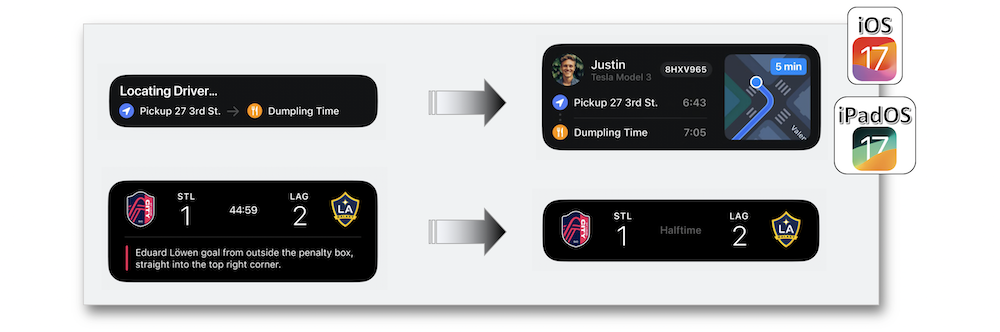 Locating Driver...
Pickup 27 3rd St. → Dumpling Time
Justin
Tesla Model 3
8HXV965
Pickup 27 3rd St. 6:43
Dumpling Time 7:05
5 min
Valen
iOS
17
iPadOS
17
STL
1
44:59
LAG
2
CITY
LA
GALAXY
Eduard Löwen goal from outside the penalty box,
straight into the top right corner.
STL
1
Halftime
LAG
2
CITY
LA
GALAXY